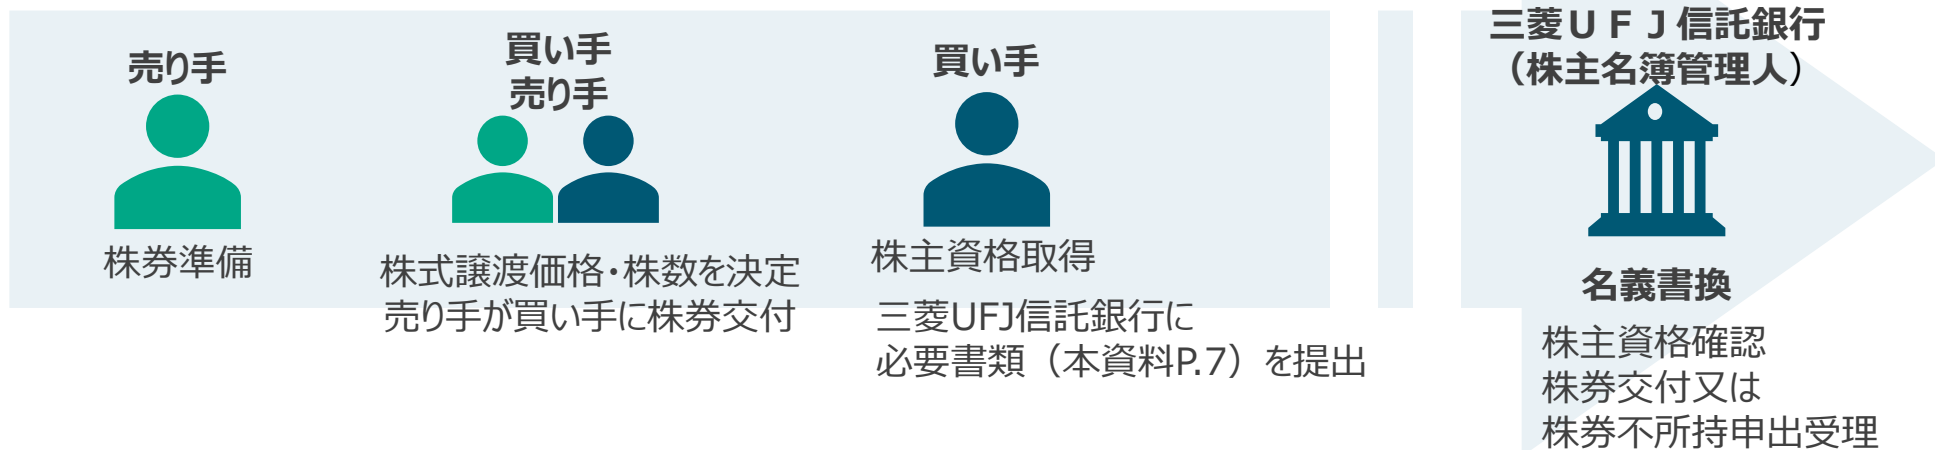 売り手
株券準備
買い手
売り手
株式譲渡価格・株数を決定
売り手が買い手に株券交付
買い手
株主資格取得
三菱UFJ信託銀行に
必要書類（本資料P.7）を提出
三菱ＵＦＪ信託銀行
（株主名簿管理人）
名義書換
株主資格確認
株券交付又は
株券不所持申出受理